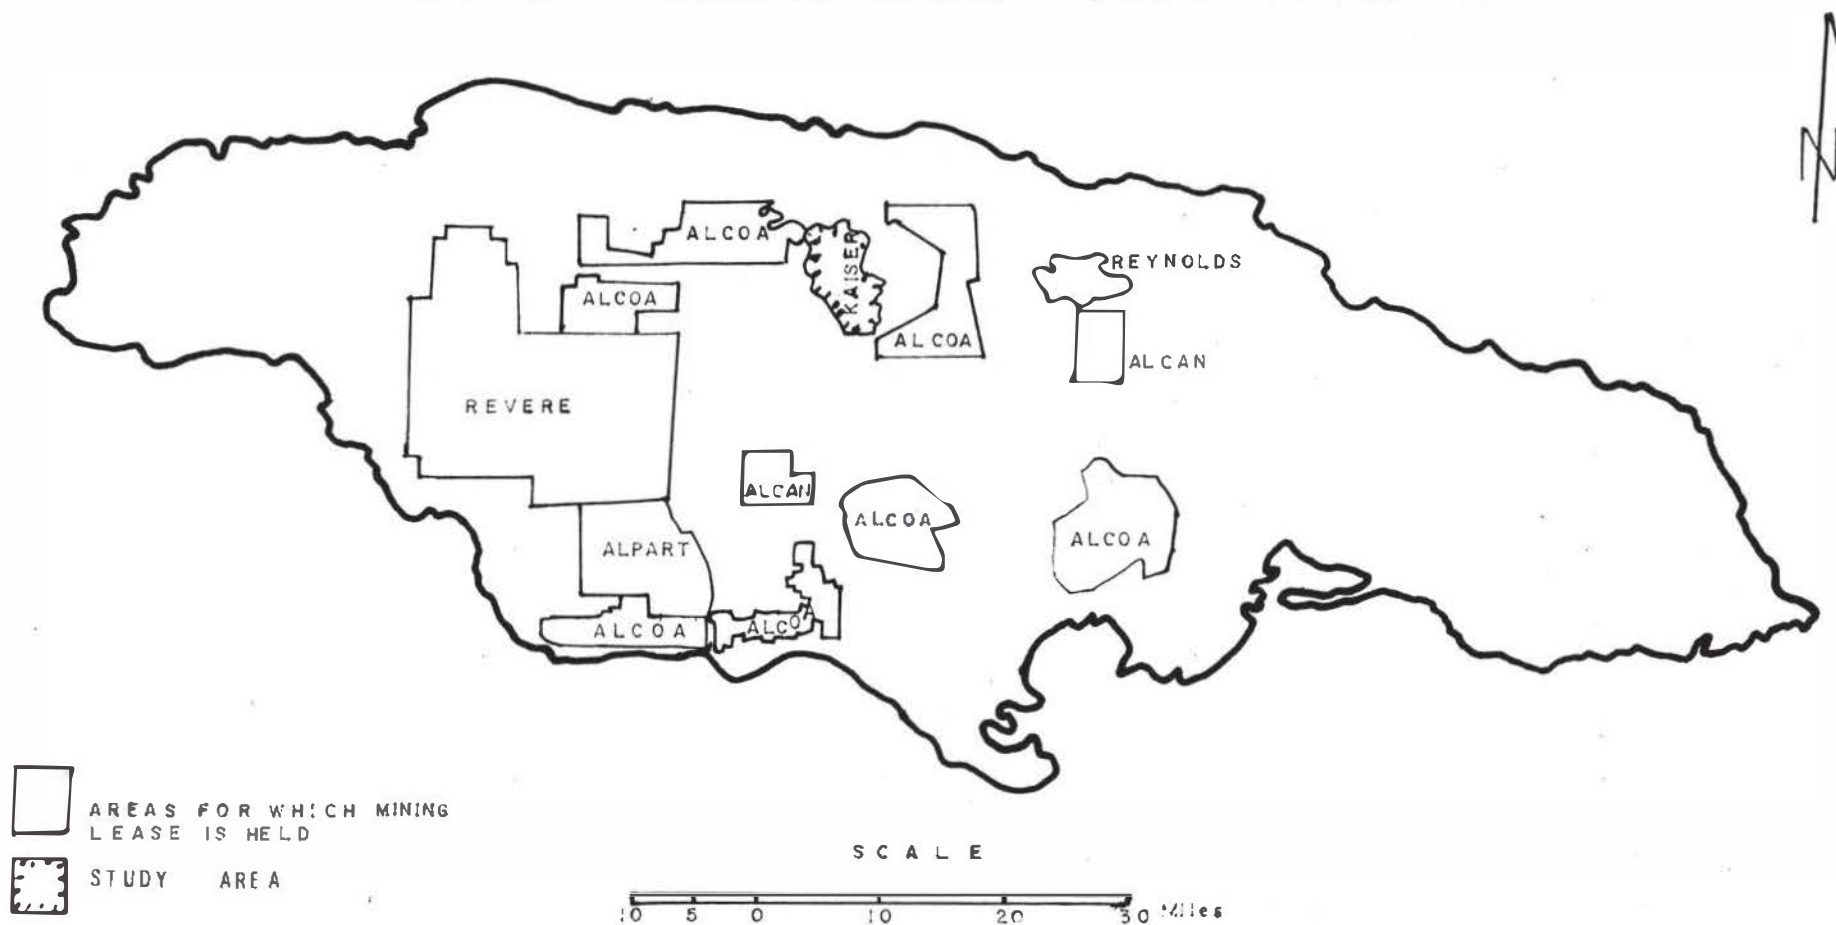 N
ALCOA
KAISER
REYNOLDS
ALCOA
ALCOA
ALCAN
REVERE
ALCAN
ALCOA
ALCOA
ALPART
ALCOA
ALCO
AREAS FOR WHICH MINING
LEASE IS HELD
STUDY AREA
SCALE
10 5 0 10 20 30 Miles